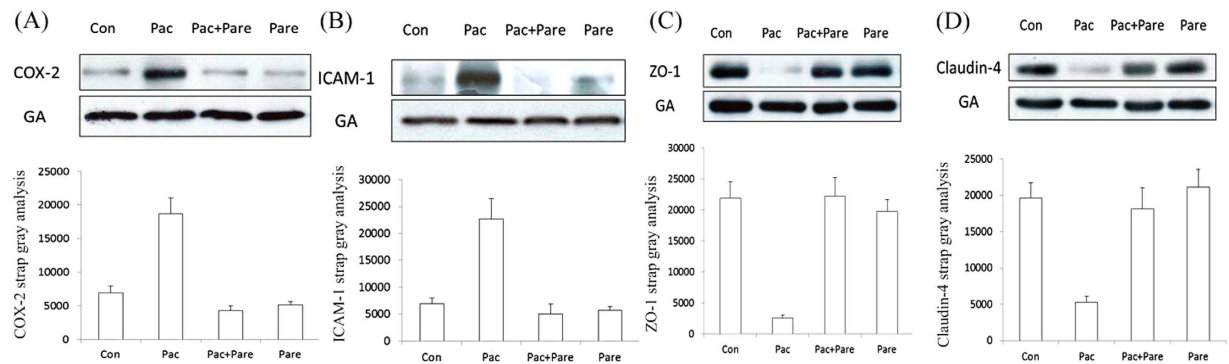 (A)
Con Pac Pac+Pare Pare
COX-2
GA
COX-2 strap gray analysis
25000
20000
15000
10000
5000
0
Con Pac Pac+Pare Pare
(B)
Con Pac Pac+Pare Pare
ICAM-1
GA
ICAM-1 strap gray analysis
30000
25000
20000
15000
10000
5000
0
Con Pac Pac+Pare Pare
(C)
Con Pac Pac+Pare Pare
ZO-1
GA
ZO-1 strap gray analysis
30000
25000
20000
15000
10000
5000
0
Con Pac Pac+Pare Pare
(D)
Con Pac Pac+Pare Pare
Claudin-4
GA
Claudin-4 strap gray analysis
25000
20000
15000
10000
5000
0
Con Pac Pac+Pare Pare